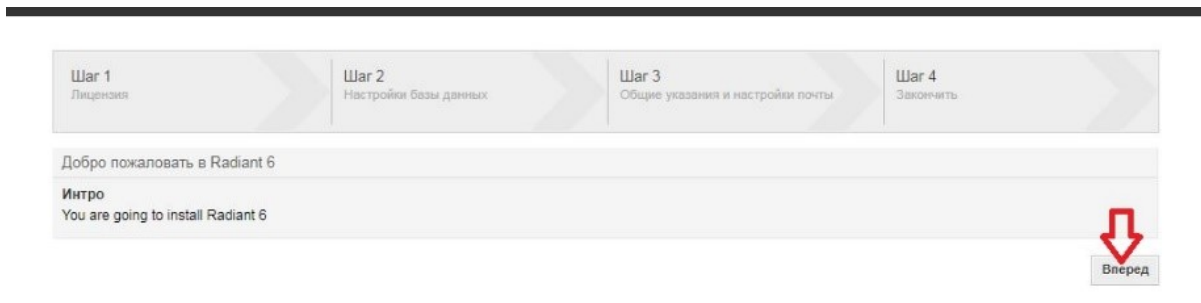 Шаг 1
Лицензия
Шаг 2
Настройки базы данных
Шаг 3
Общие указания и настройки почты
Шаг 4
Закончить
Добро пожаловать в Radiant 6
Интро
You are going to install Radiant 6
Вперед